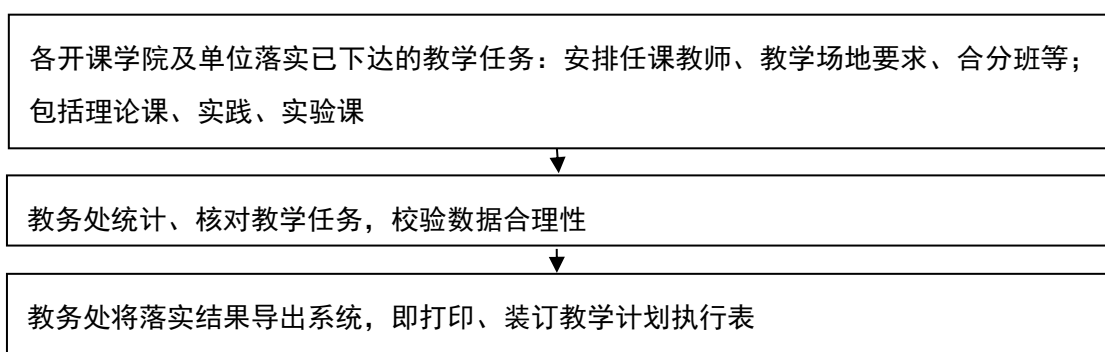 各开课学院及单位落实已下达的教学任务：安排任课教师、教学场地要求、合分班等；
包括理论课、实践、实验课
教务处统计、核对教学任务，校验数据合理性
教务处将落实结果导出系统，即打印、装订教学计划执行表